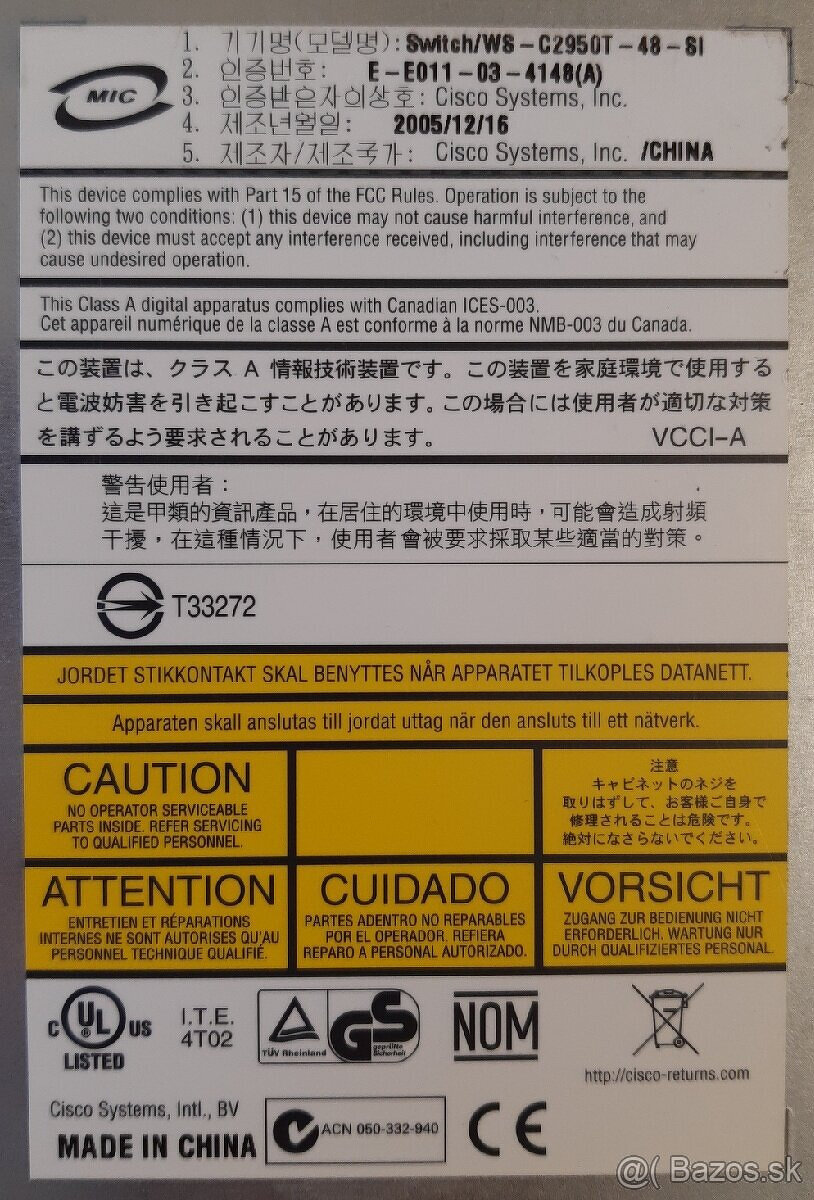 MIC
1. 기기명(모델명): Switch/WS-C2950T-48-SI
2. 인증번호: E-E011-03-4148(A)
3. 인증받은자의상호: Cisco Systems, Inc.
4. 제조년월일: 2005/12/16
5. 제조자/제조국가: Cisco Systems, Inc. /CHINA
This device complies with Part 15 of the FCC Rules. Operation is subject to the
following two conditions: (1) this device may not cause harmful interference, and
(2) this device must accept any interference received, including interference that may
cause undesired operation.
This Class A digital apparatus complies with Canadian ICES-003.
Cet appareil numérique de la classe A est conforme à la norme NMB-003 du Canada.
この装置は、クラス A 情報技術装置です。この装置を家庭環境で使用する
と電波妨害を引き起こすことがあります。この場合には使用者が適切な対策
を講ずるよう要求されることがあります。 VCCI-A
警告使用者：
這是甲類的資訊產品，在居住的環境中使用時，可能會造成射頻
干擾，在這種情況下，使用者會被要求採取某些適當的對策。
T33272
JORDET STIKKONTAKT SKAL BENYTTES NÅR APPARATET TILKOPLES DATANETT.
Apparaten skall anslutas till jordat uttag när den ansluts till ett nätverk.
CAUTION
NO OPERATOR SERVICEABLE
PARTS INSIDE. REFER SERVICING
TO QUALIFIED PERSONNEL.
注意
キャビネットのネジを
取りはずして、お客様ご自身で
修理されることは危険です。
絶対になさらないでください。
ATTENTION
ENTRETIEN ET RÉPARATIONS
INTERNES NE SONT AUTORISES QU'AU
PERSONNEL TECHNIQUE QUALIFIÉ.
CUIDADO
PARTES ADENTRO NO REPARABLES
POR EL OPERADOR. REFIERA
REPARO A PERSONAL AUTORIZADO.
VORSICHT
ZUGANG ZUR BEDIENUNG NICHT
ERFORDERLICH. WARTUNG NUR
DURCH QUALIFIZIERTES PERSONAL.
C UL ® US
LISTED
I.T.E.
4T02
TÜV Rheinland
GS
geprüfte
Sicherheit
NOM
http://cisco-returns.com
Cisco Systems, Intl., BV
MADE IN CHINA
ACN 050-332-940
CE
@( Bazos.sk